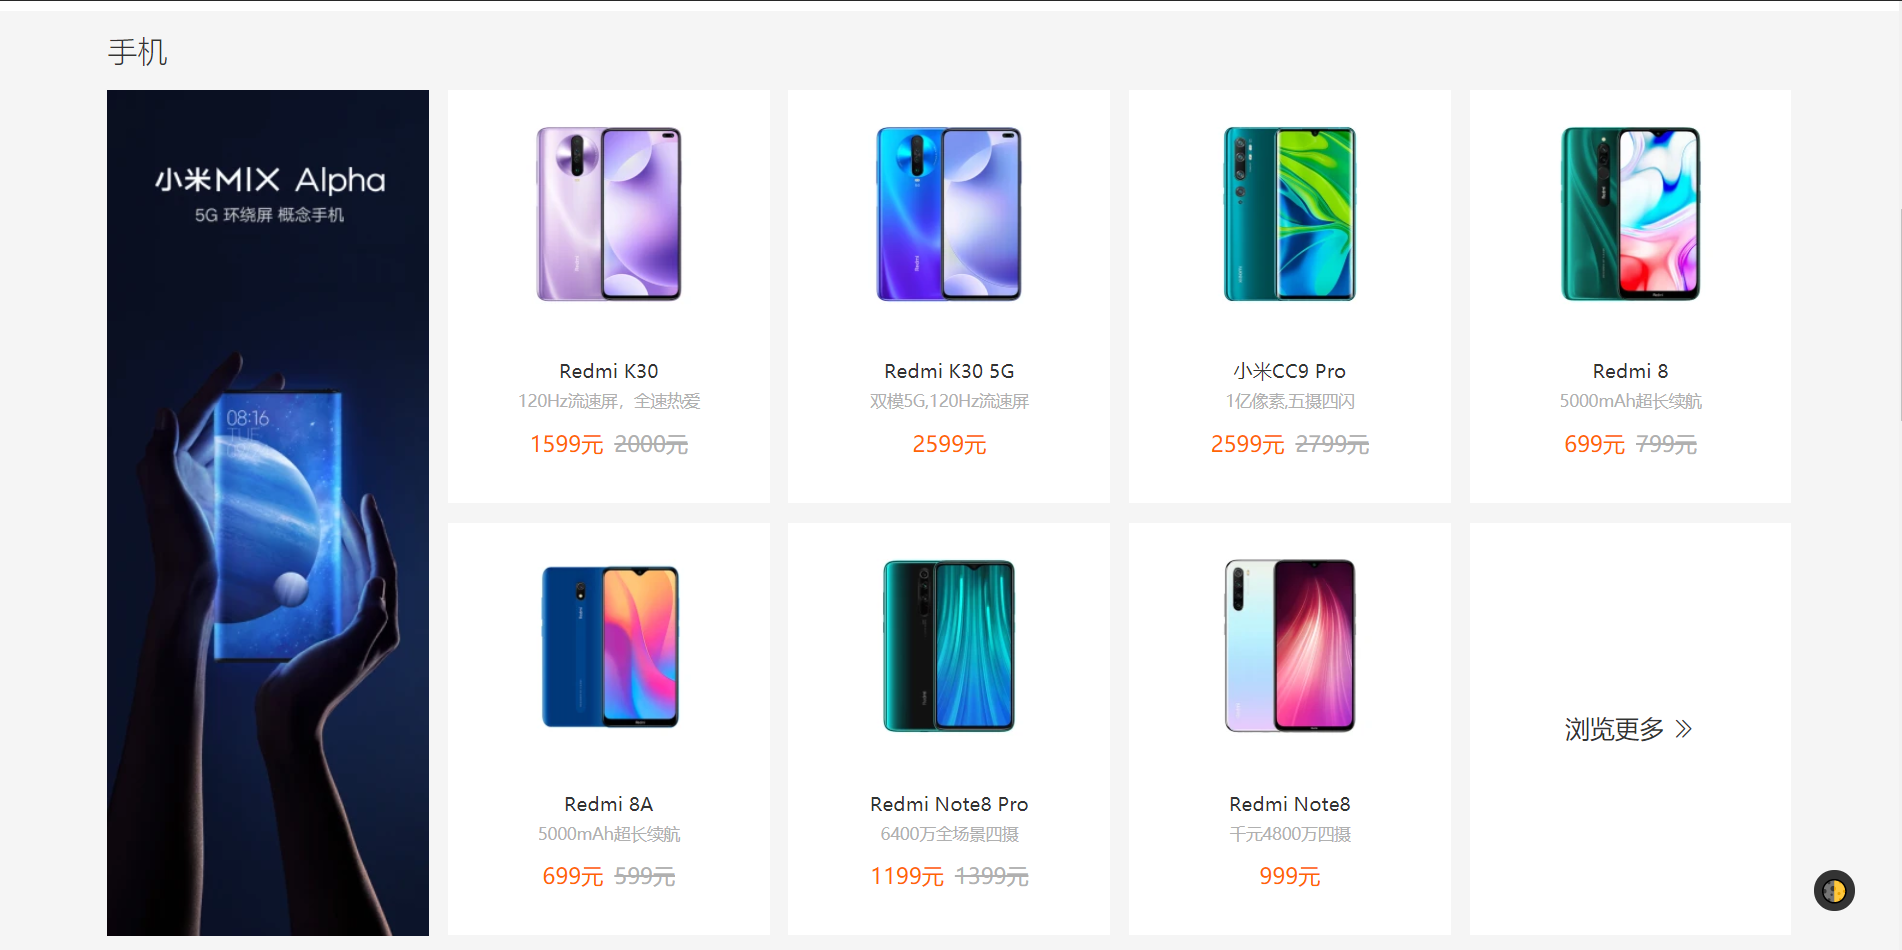 手机
小米MIX Alpha
5G 环绕屏 概念手机
08:16
TUE
Redmi K30
120Hz流速屏，全速热爱
1599元 2000元
Redmi K30 5G
双模5G,120Hz流速屏
2599元
小米CC9 Pro
1亿像素,五摄四闪
2599元 2799元
Redmi 8
5000mAh超长续航
699元 799元
Redmi 8A
5000mAh超长续航
699元 599元
Redmi Note8 Pro
6400万全场景四摄
1199元 1399元
Redmi Note8
千元4800万四摄
999元
浏览更多